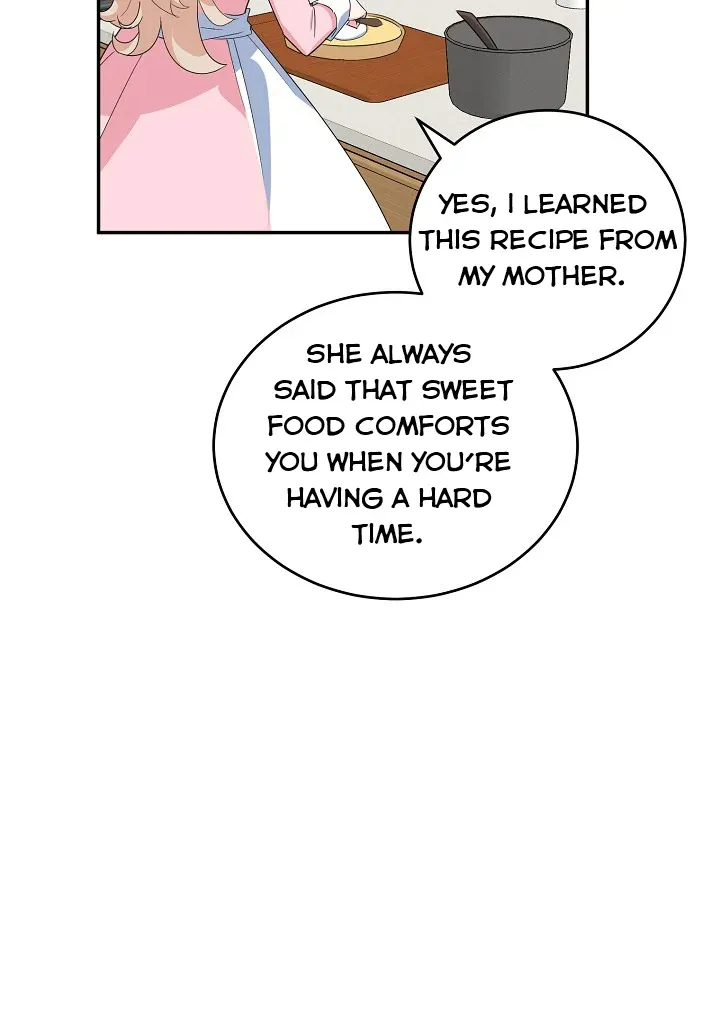 YES, I LEARNED
THIS RECIPE FROM
MY MOTHER.
SHE ALWAYS
SAID THAT SWEET
FOOD COMFORTS
YOU WHEN YOU'RE
HAVING A HARD
TIME.